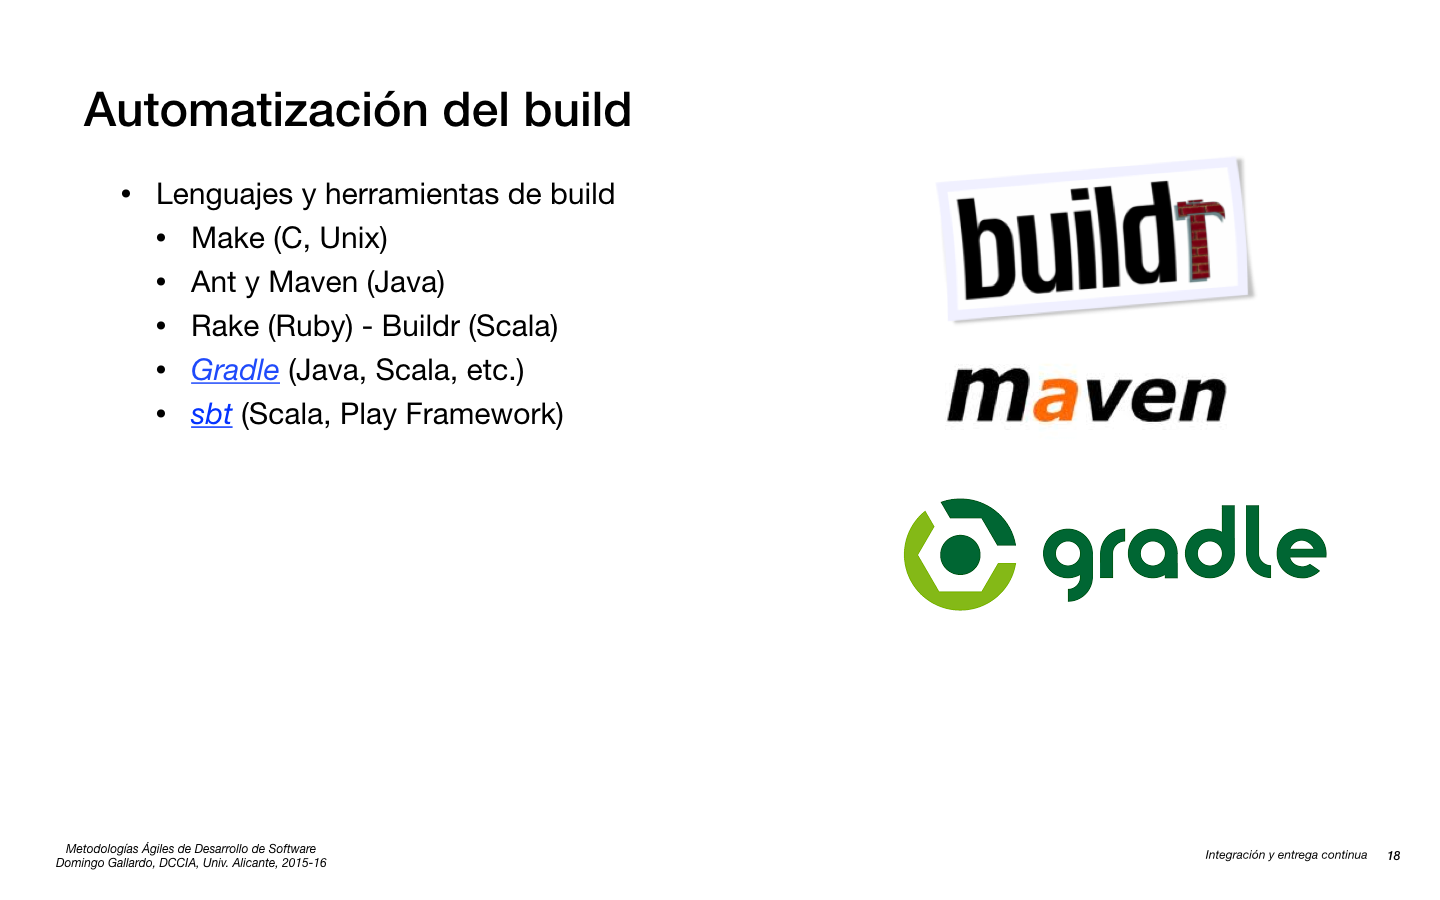 Automatización del build
• Lenguajes y herramientas de build
• Make (C, Unix)
• Ant y Maven (Java)
• Rake (Ruby) - Buildr (Scala)
• Gradle (Java, Scala, etc.)
• sbt (Scala, Play Framework)
buildr
maven
gradle
Metodologías Ágiles de Desarrollo de Software
Domingo Gallardo, DCCIA, Univ. Alicante, 2015-16
Integración y entrega continua 18